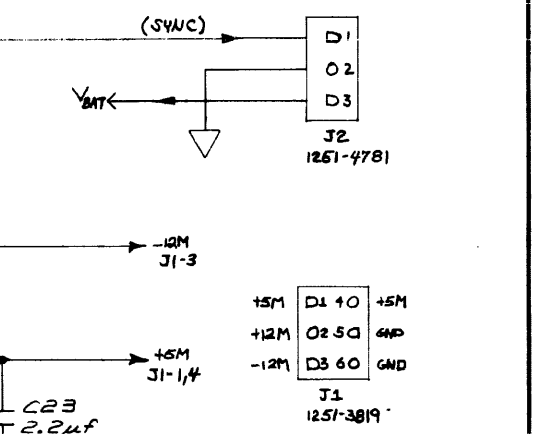 (SYNC)
D1
O2
VBAT
D3
J2
1251-4781
-12M
J1-3
+5M D1 4O +5M
+12M O2 5D GND
-12M D3 6O GND
J1
1251-3819
+5M
J1-1,4
C23
2.2uf